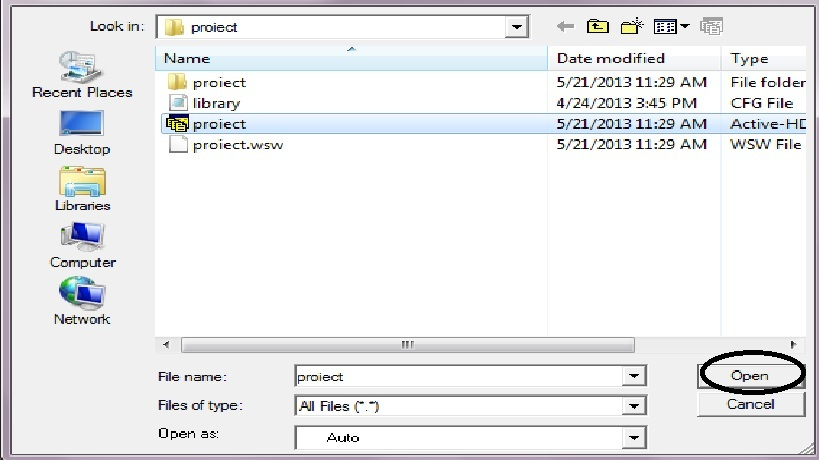 Look in: proiect
Name Date modified Type
Recent Places
proiect 5/21/2013 11:29 AM File folder
library 4/24/2013 3:45 PM CFG File
proiect 5/21/2013 11:29 AM Active-HD
proiect.wsw 5/21/2013 11:29 AM WSW File
Desktop
Libraries
Computer
Network
File name: proiect Open
Files of type: All Files (*.*) Cancel
Open as: Auto